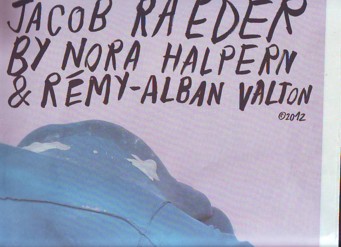 JACOB RAEDER
BY NORA HALPERN
& RÉMY-ALBAN VALTON
©2012